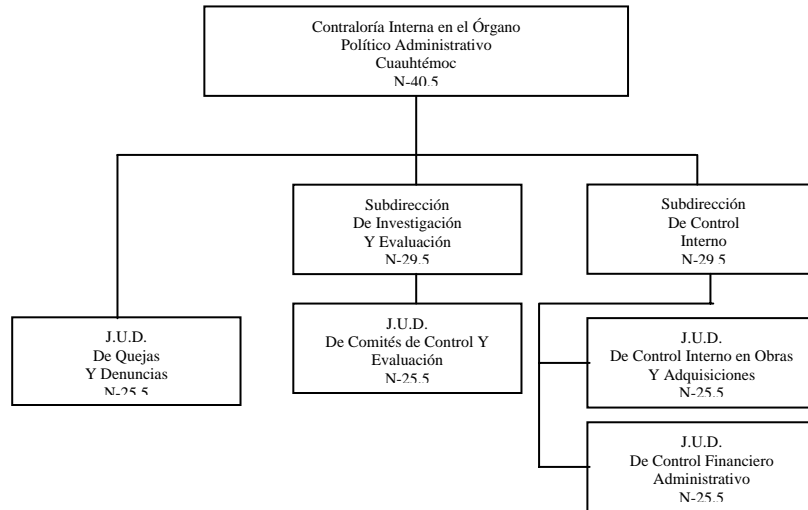 Contraloría Interna en el Órgano
Político Administrativo
Cuauhtémoc
N-40.5
Subdirección
De Investigación
Y Evaluación
N-29.5
Subdirección
De Control
Interno
N-29.5
J.U.D.
De Quejas
Y Denuncias
N-25.5
J.U.D.
De Comités de Control Y
Evaluación
N-25.5
J.U.D.
De Control Interno en Obras
Y Adquisiciones
N-25.5
J.U.D.
De Control Financiero
Administrativo
N-25.5